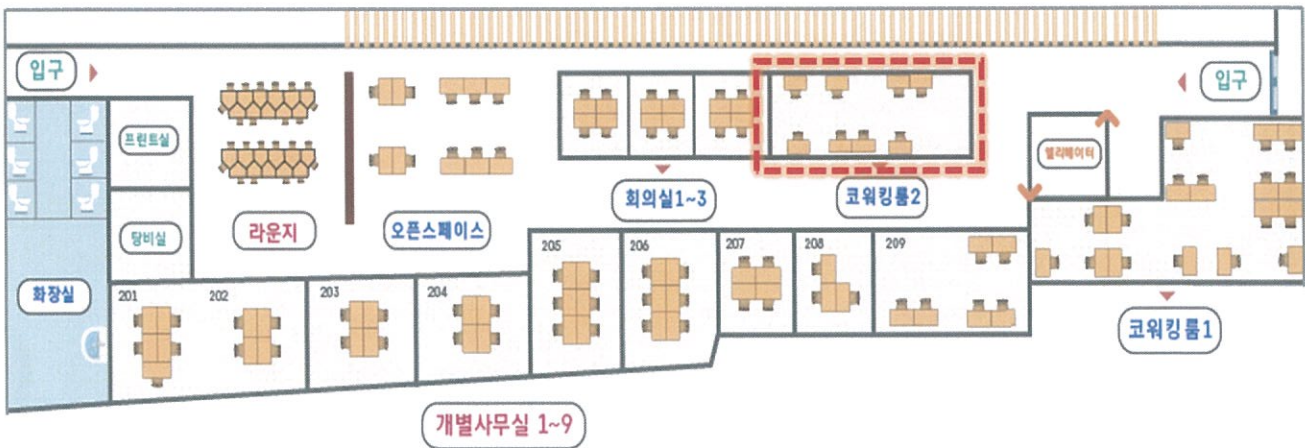 입구
입구
프린트실
엘리베이터
회의실1~3
코워킹룸2
라운지
오픈스페이스
탕비실
205
206
207
208
209
화장실
201
202
203
204
코워킹룸1
개별사무실 1~9